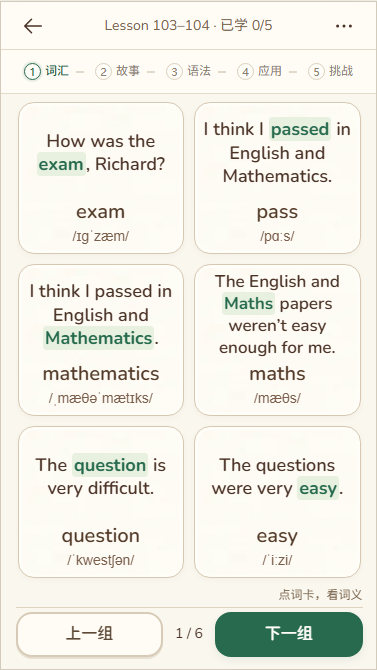 Lesson 103–104 · 已学 0/5
1 词汇 – 2 故事 – 3 语法 – 4 应用 – 5 挑战
How was the
exam, Richard?
exam
/ɪɡˈzæm/
I think I passed in
English and
Mathematics.
pass
/pɑːs/
I think I passed in
English and
Mathematics.
mathematics
/ˌmæθəˈmætɪks/
The English and
Maths papers
weren't easy
enough for me.
maths
/mæθs/
The question is
very difficult.
question
/ˈkwestʃən/
The questions
were very easy.
easy
/ˈiːzi/
点词卡，看词义
上一组
1 / 6
下一组